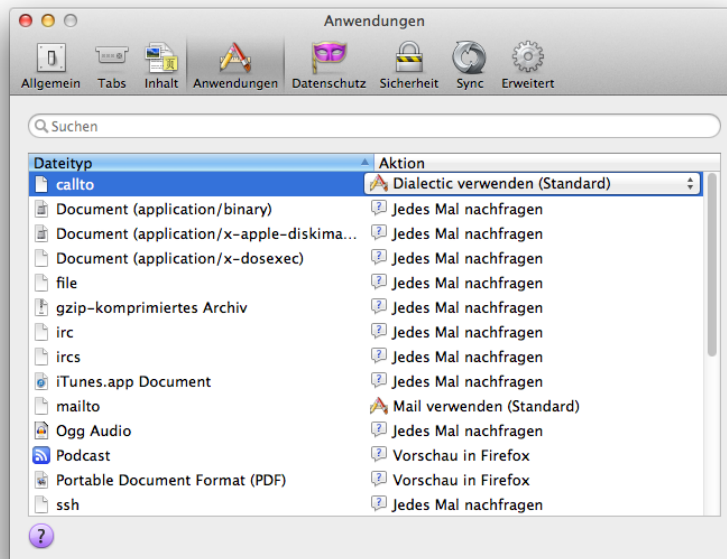 Anwendungen
Allgemein Tabs Inhalt Anwendungen Datenschutz Sicherheit Sync Erweitert
Suchen
Dateityp Aktion
callto Dialectic verwenden (Standard)
Document (application/binary) Jedes Mal nachfragen
Document (application/x-apple-diskima... Jedes Mal nachfragen
Document (application/x-dosexec) Jedes Mal nachfragen
file Jedes Mal nachfragen
gzip-komprimiertes Archiv Jedes Mal nachfragen
irc Jedes Mal nachfragen
ircs Jedes Mal nachfragen
iTunes.app Document Jedes Mal nachfragen
mailto Mail verwenden (Standard)
Ogg Audio Jedes Mal nachfragen
Podcast Vorschau in Firefox
Portable Document Format (PDF) Vorschau in Firefox
ssh Jedes Mal nachfragen
?